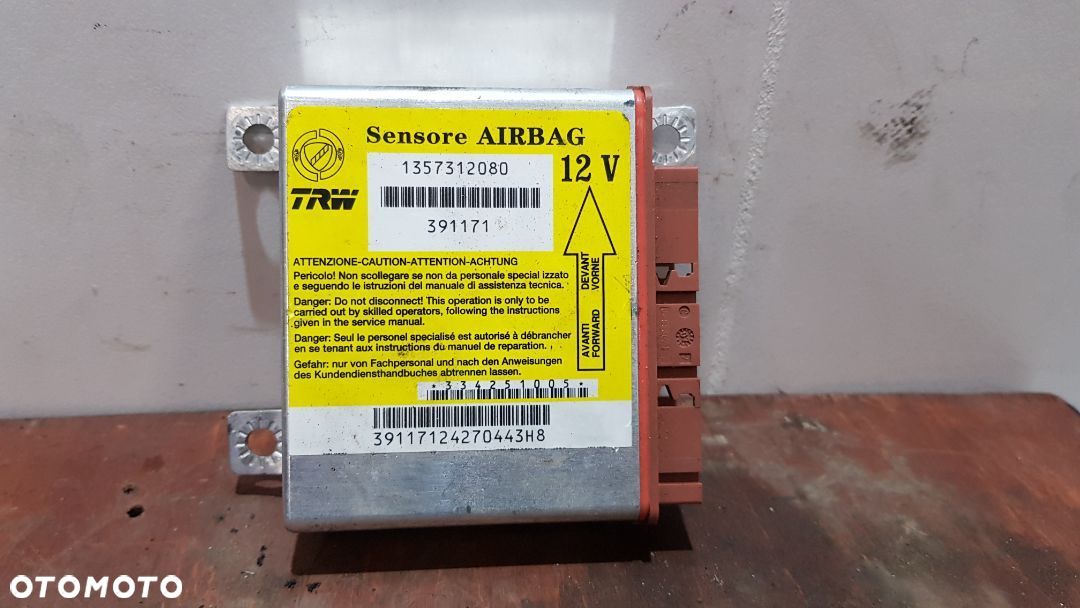 Sensore AIRBAG
TRW
1357312080
12 V
391171
ATTENZIONE-CAUTION-ATTENTION-ACHTUNG
Pericolo! Non scollegare se non da personale special izzato
e seguendo le istruzioni del manuale di assistenza tecnica.
Danger: Do not disconnect! This operation is only to be
carried out by skilled operators, following the instructions
given in the service manual.
Danger: Seul le personel specialisé est autorisé à débrancher
en se tenant aux instructions du manuel de reparation.
Gefahr: nur von Fachpersonal und nach den Anweisungen
des Kundendiensthandbuches abtrennen lassen.
AVANTI DEVANT
FORWARD VORNE
*334251005*
39117124270443H8
OTOMOTO